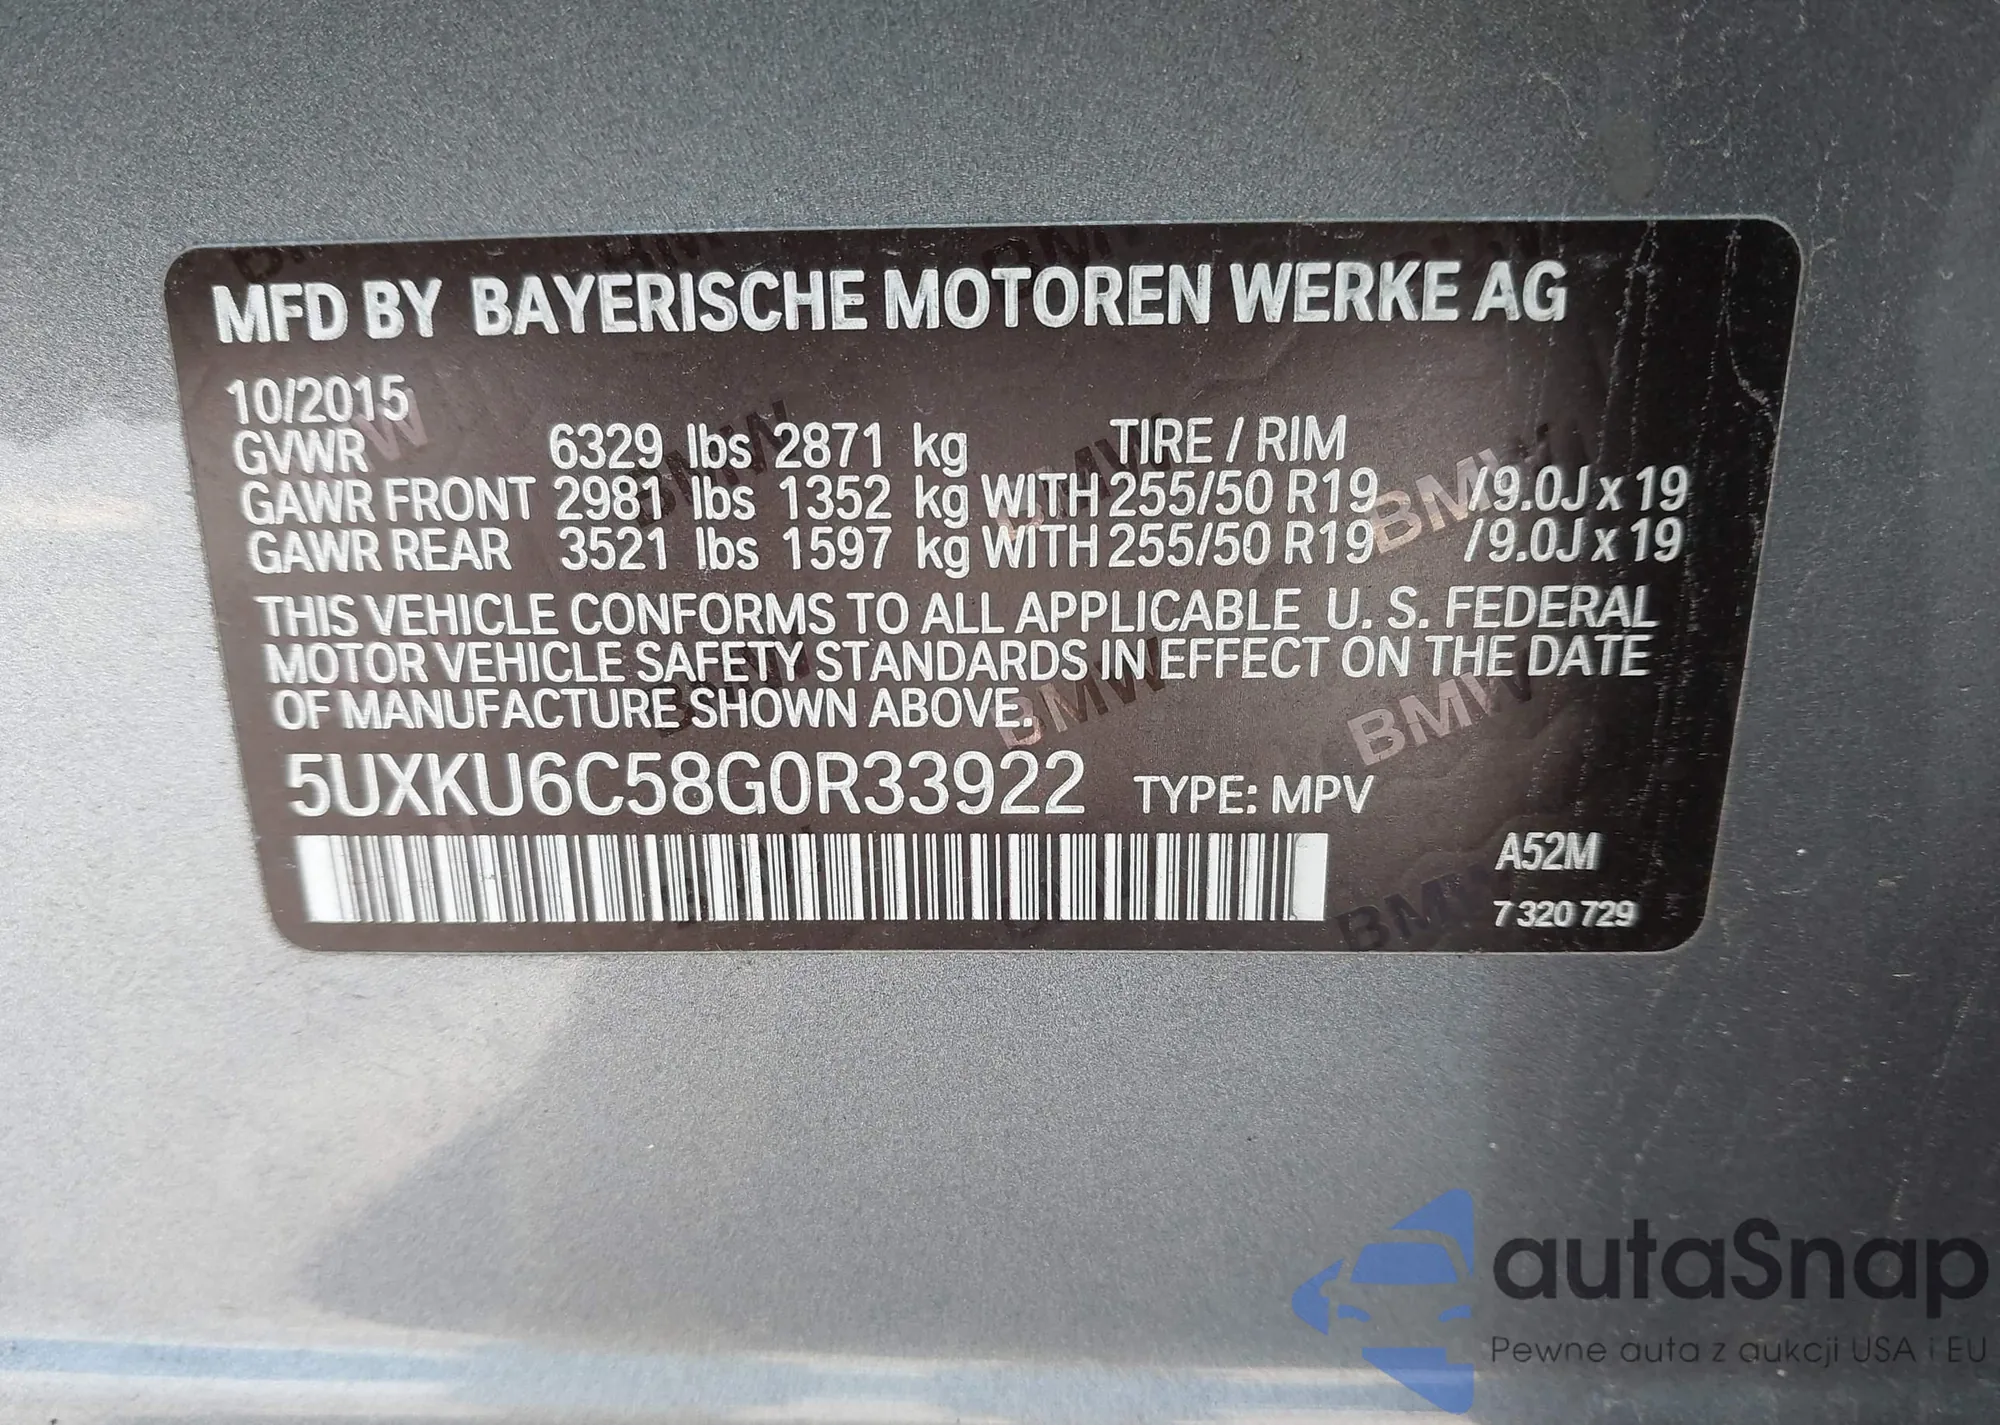 MFD BY BAYERISCHE MOTOREN WERKE AG
10/2015
GVWR 6329 lbs 2871 kg TIRE / RIM
GAWR FRONT 2981 lbs 1352 kg WITH 255/50 R19 /9.0J x 19
GAWR REAR 3521 lbs 1597 kg WITH 255/50 R19 /9.0J x 19
THIS VEHICLE CONFORMS TO ALL APPLICABLE U. S. FEDERAL
MOTOR VEHICLE SAFETY STANDARDS IN EFFECT ON THE DATE
OF MANUFACTURE SHOWN ABOVE.
5UXKU6C58G0R33922 TYPE: MPV
A52M
7 320 729
autaSnap
Pewne auta z aukcji USA i EU